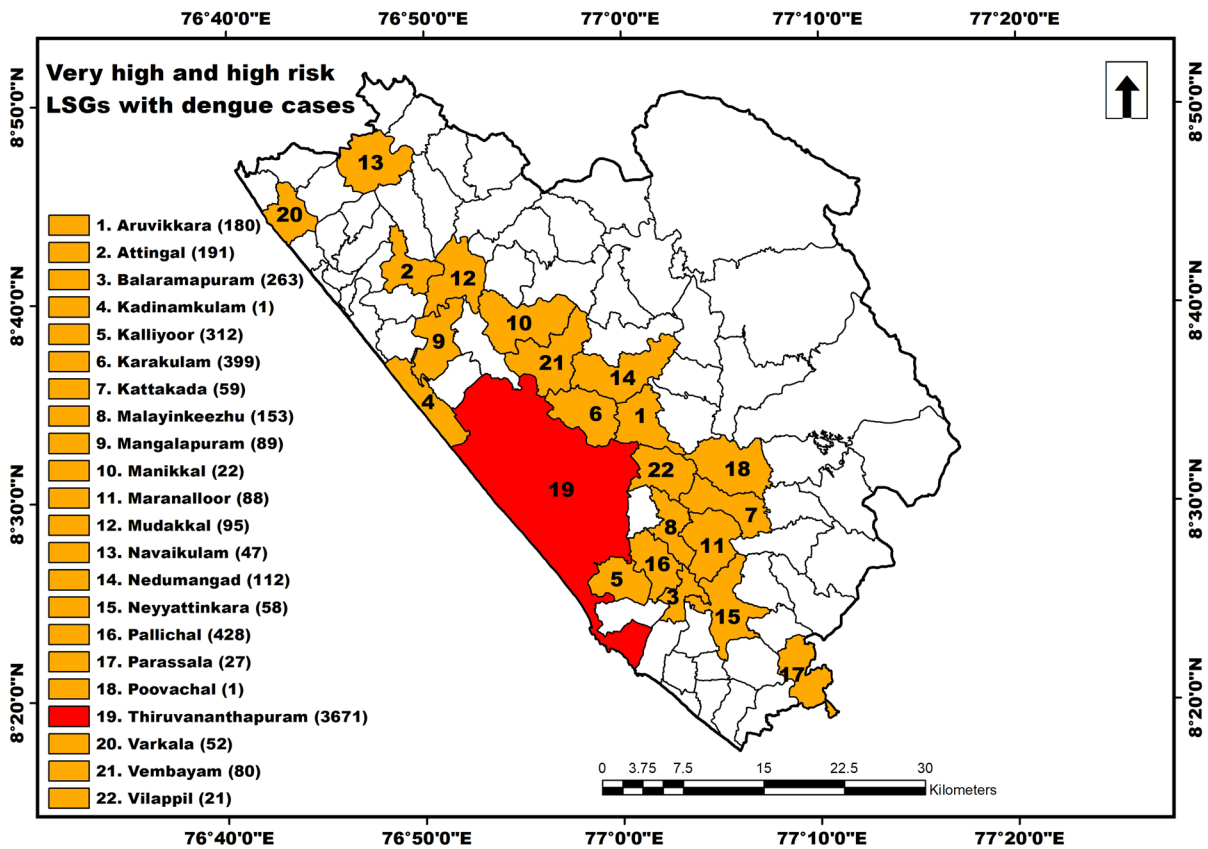 76°40'0"E 76°50'0"E 77°0'0"E 77°10'0"E 77°20'0"E
Very high and high risk
LSGs with dengue cases
8°50'0"N
8°50'0"N
8°40'0"N
8°40'0"N
8°30'0"N
8°30'0"N
8°20'0"N
8°20'0"N
1. Aruvikkara (180)
2. Attingal (191)
3. Balaramapuram (263)
4. Kadinamkulam (1)
5. Kalliyoor (312)
6. Karakulam (399)
7. Kattakada (59)
8. Malayinkeezhu (153)
9. Mangalapuram (89)
10. Manikkal (22)
11. Maranalloor (88)
12. Mudakkal (95)
13. Navaikulam (47)
14. Nedumangad (112)
15. Neyyattinkara (58)
16. Pallichal (428)
17. Parassala (27)
18. Poovachal (1)
19. Thiruvananthapuram (3671)
20. Varkala (52)
21. Vembayam (80)
22. Vilappil (21)
13
20
2
12
10
9
21
14
4
6
1
22
18
19
7
8
11
16
5
3
15
17
0 3.75 7.5 15 22.5 30
Kilometers
76°40'0"E 76°50'0"E 77°0'0"E 77°10'0"E 77°20'0"E